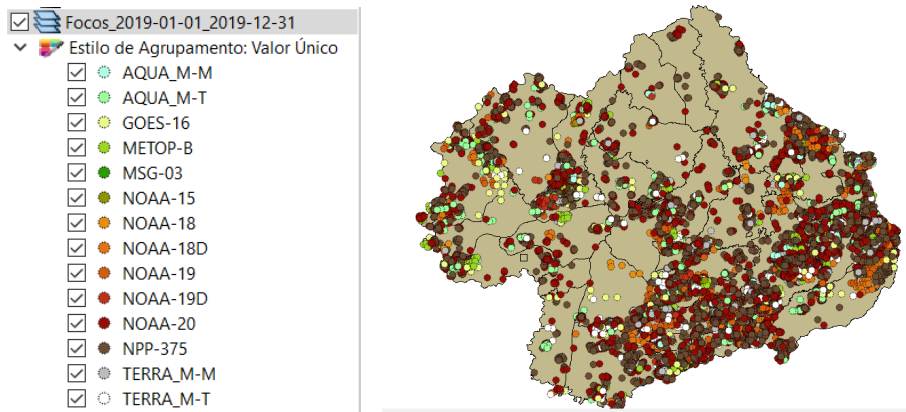 Focos_2019-01-01_2019-12-31
Estilo de Agrupamento: Valor Único
AQUA_M-M
AQUA_M-T
GOES-16
METOP-B
MSG-03
NOAA-15
NOAA-18
NOAA-18D
NOAA-19
NOAA-19D
NOAA-20
NPP-375
TERRA_M-M
TERRA_M-T